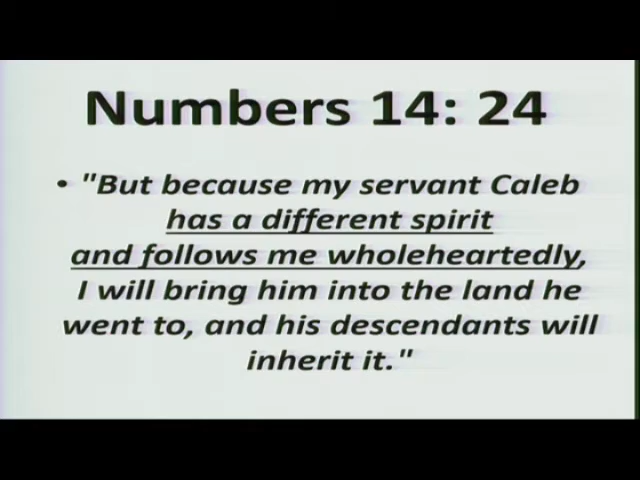 Numbers 14: 24
• "But because my servant Caleb
has a different spirit
and follows me wholeheartedly,
I will bring him into the land he
went to, and his descendants will
inherit it."